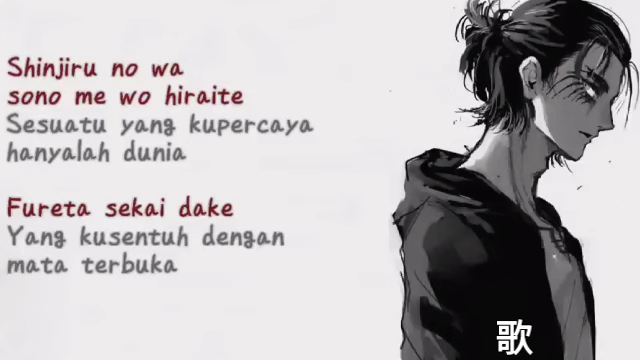 Shinjiru no wa
sono me wo hiraite
Sesuatu yang kupercaya
hanyalah dunia
Fureta sekai dake
Yang kusentuh dengan
mata terbuka
歌